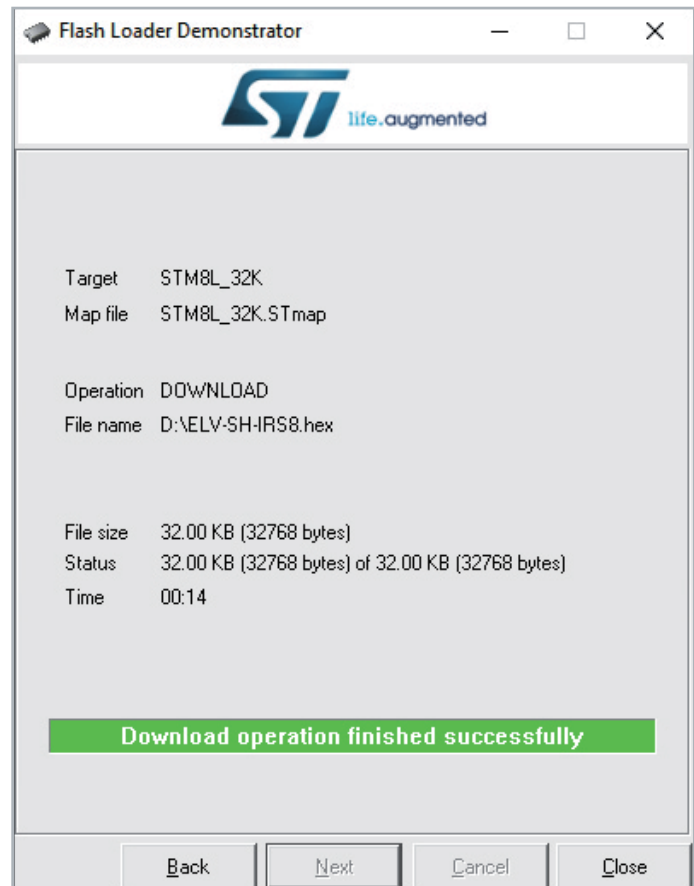 Flash Loader Demonstrator
ST life.augmented
Target STM8L_32K
Map file STM8L_32K.STmap
Operation DOWNLOAD
File name D:\ELV-SH-IRS8.hex
File size 32.00 KB (32768 bytes)
Status 32.00 KB (32768 bytes) of 32.00 KB (32768 bytes)
Time 00:14
Download operation finished successfully
Back Next Cancel Close